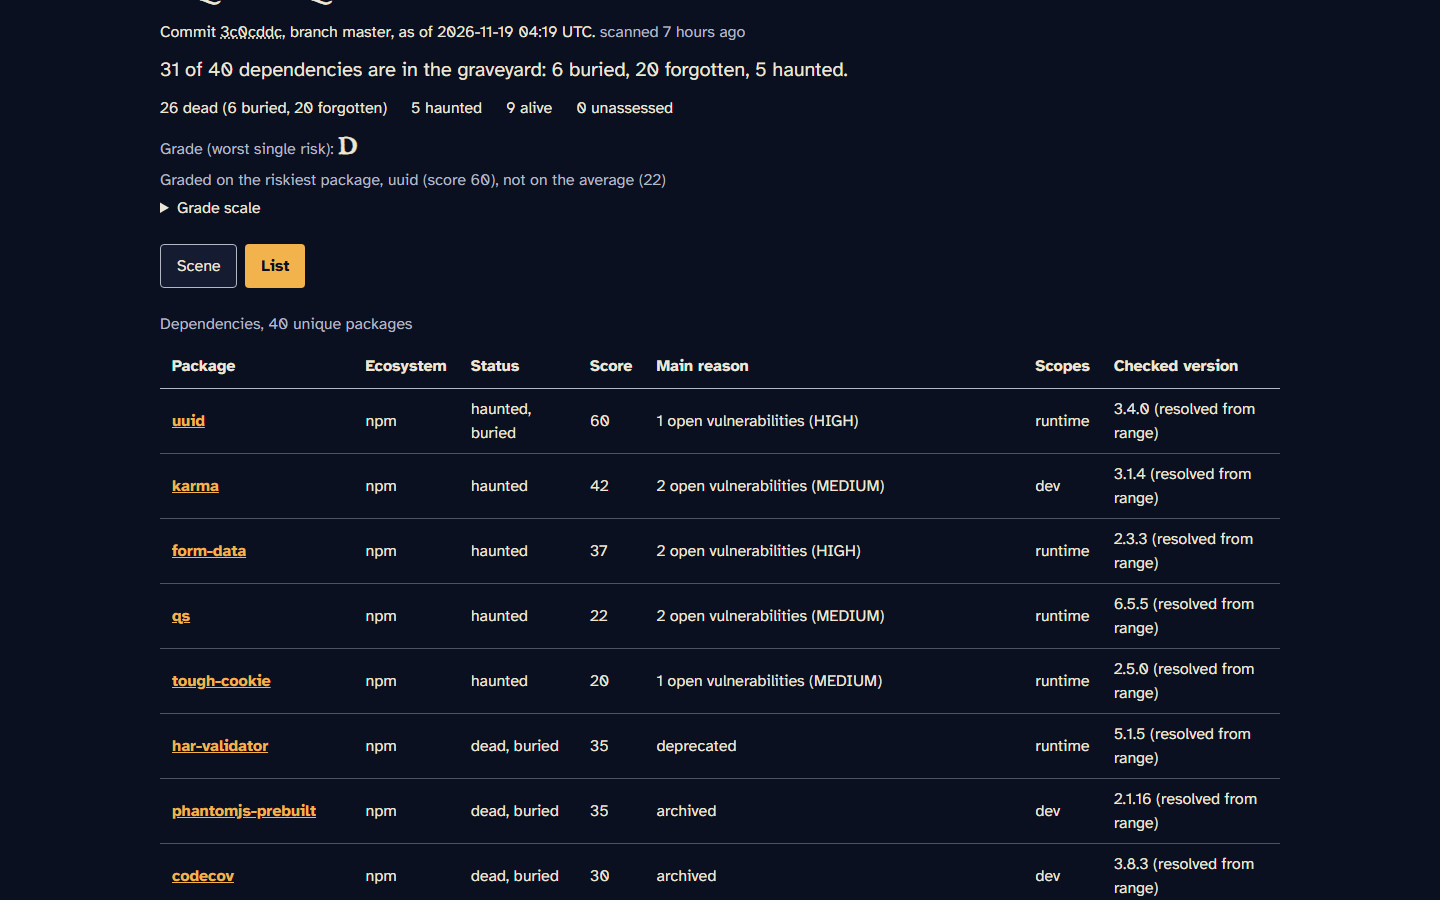 Commit 3c0cddc, branch master, as of 2026-11-19 04:19 UTC. scanned 7 hours ago
31 of 40 dependencies are in the graveyard: 6 buried, 20 forgotten, 5 haunted.
26 dead (6 buried, 20 forgotten) 5 haunted 9 alive 0 unassessed
Grade (worst single risk): D
Graded on the riskiest package, uuid (score 60), not on the average (22)
▶ Grade scale
Scene List
Dependencies, 40 unique packages
Package Ecosystem Status Score Main reason Scopes Checked version
uuid npm haunted, buried 60 1 open vulnerabilities (HIGH) runtime 3.4.0 (resolved from range)
karma npm haunted 42 2 open vulnerabilities (MEDIUM) dev 3.1.4 (resolved from range)
form-data npm haunted 37 2 open vulnerabilities (HIGH) runtime 2.3.3 (resolved from range)
qs npm haunted 22 2 open vulnerabilities (MEDIUM) runtime 6.5.5 (resolved from range)
tough-cookie npm haunted 20 1 open vulnerabilities (MEDIUM) runtime 2.5.0 (resolved from range)
har-validator npm dead, buried 35 deprecated runtime 5.1.5 (resolved from range)
phantomjs-prebuilt npm dead, buried 35 archived dev 2.1.16 (resolved from range)
codecov npm dead, buried 30 archived dev 3.8.3 (resolved from range)